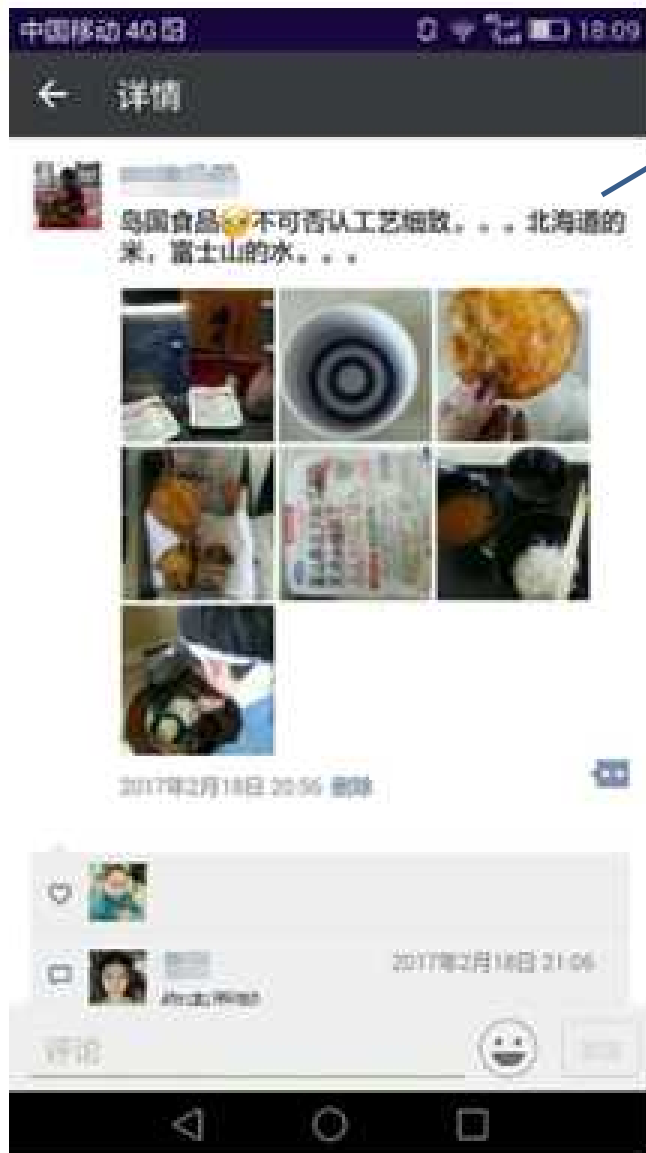 中国移动 4G
18:09
详情
岛国食品不可否认工艺细致。。。北海道的
米，富士山的水。。。
2017年2月18日 20:56 删除
2017年2月18日 21:06
评论